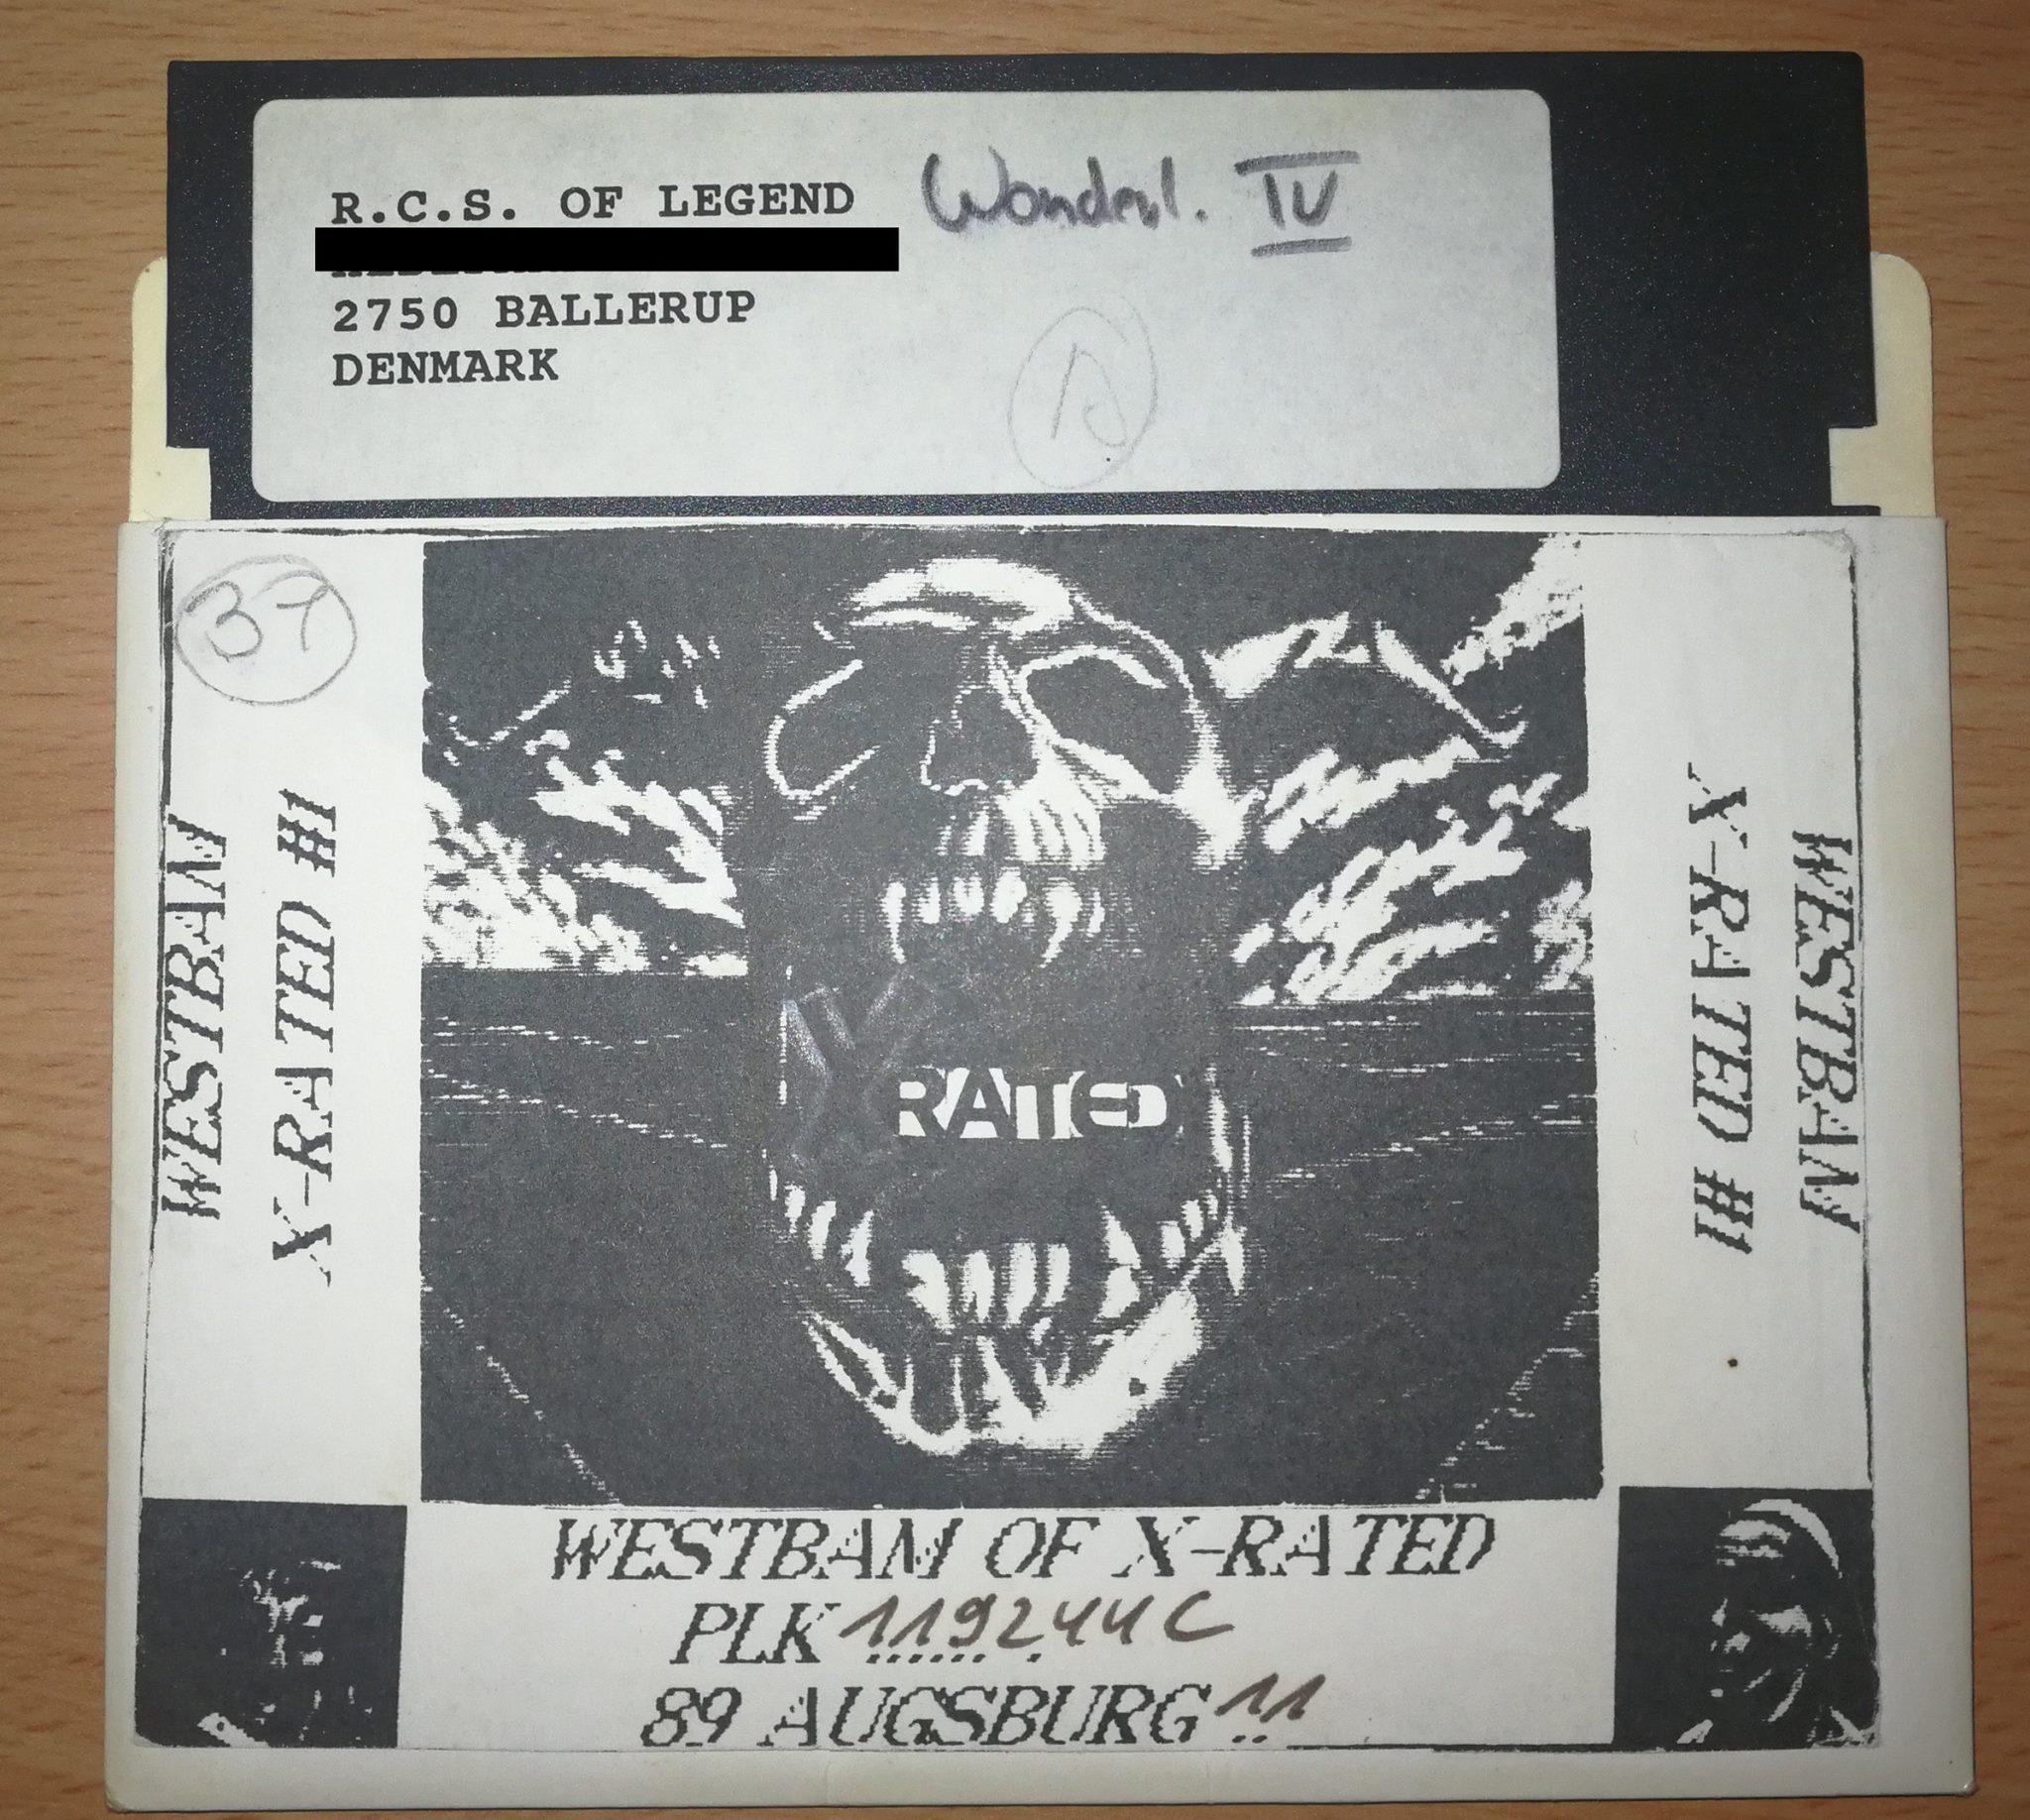 R.C.S. OF LEGEND
Wonderl. IV
2750 BALLERUP
DENMARK
37
WESTBAM
X-RATED #1
X RATED
X-RATED #1
WESTBAM
WESTBAM OF X-RATED
PLK 119244 C
89 AUGSBURG 11